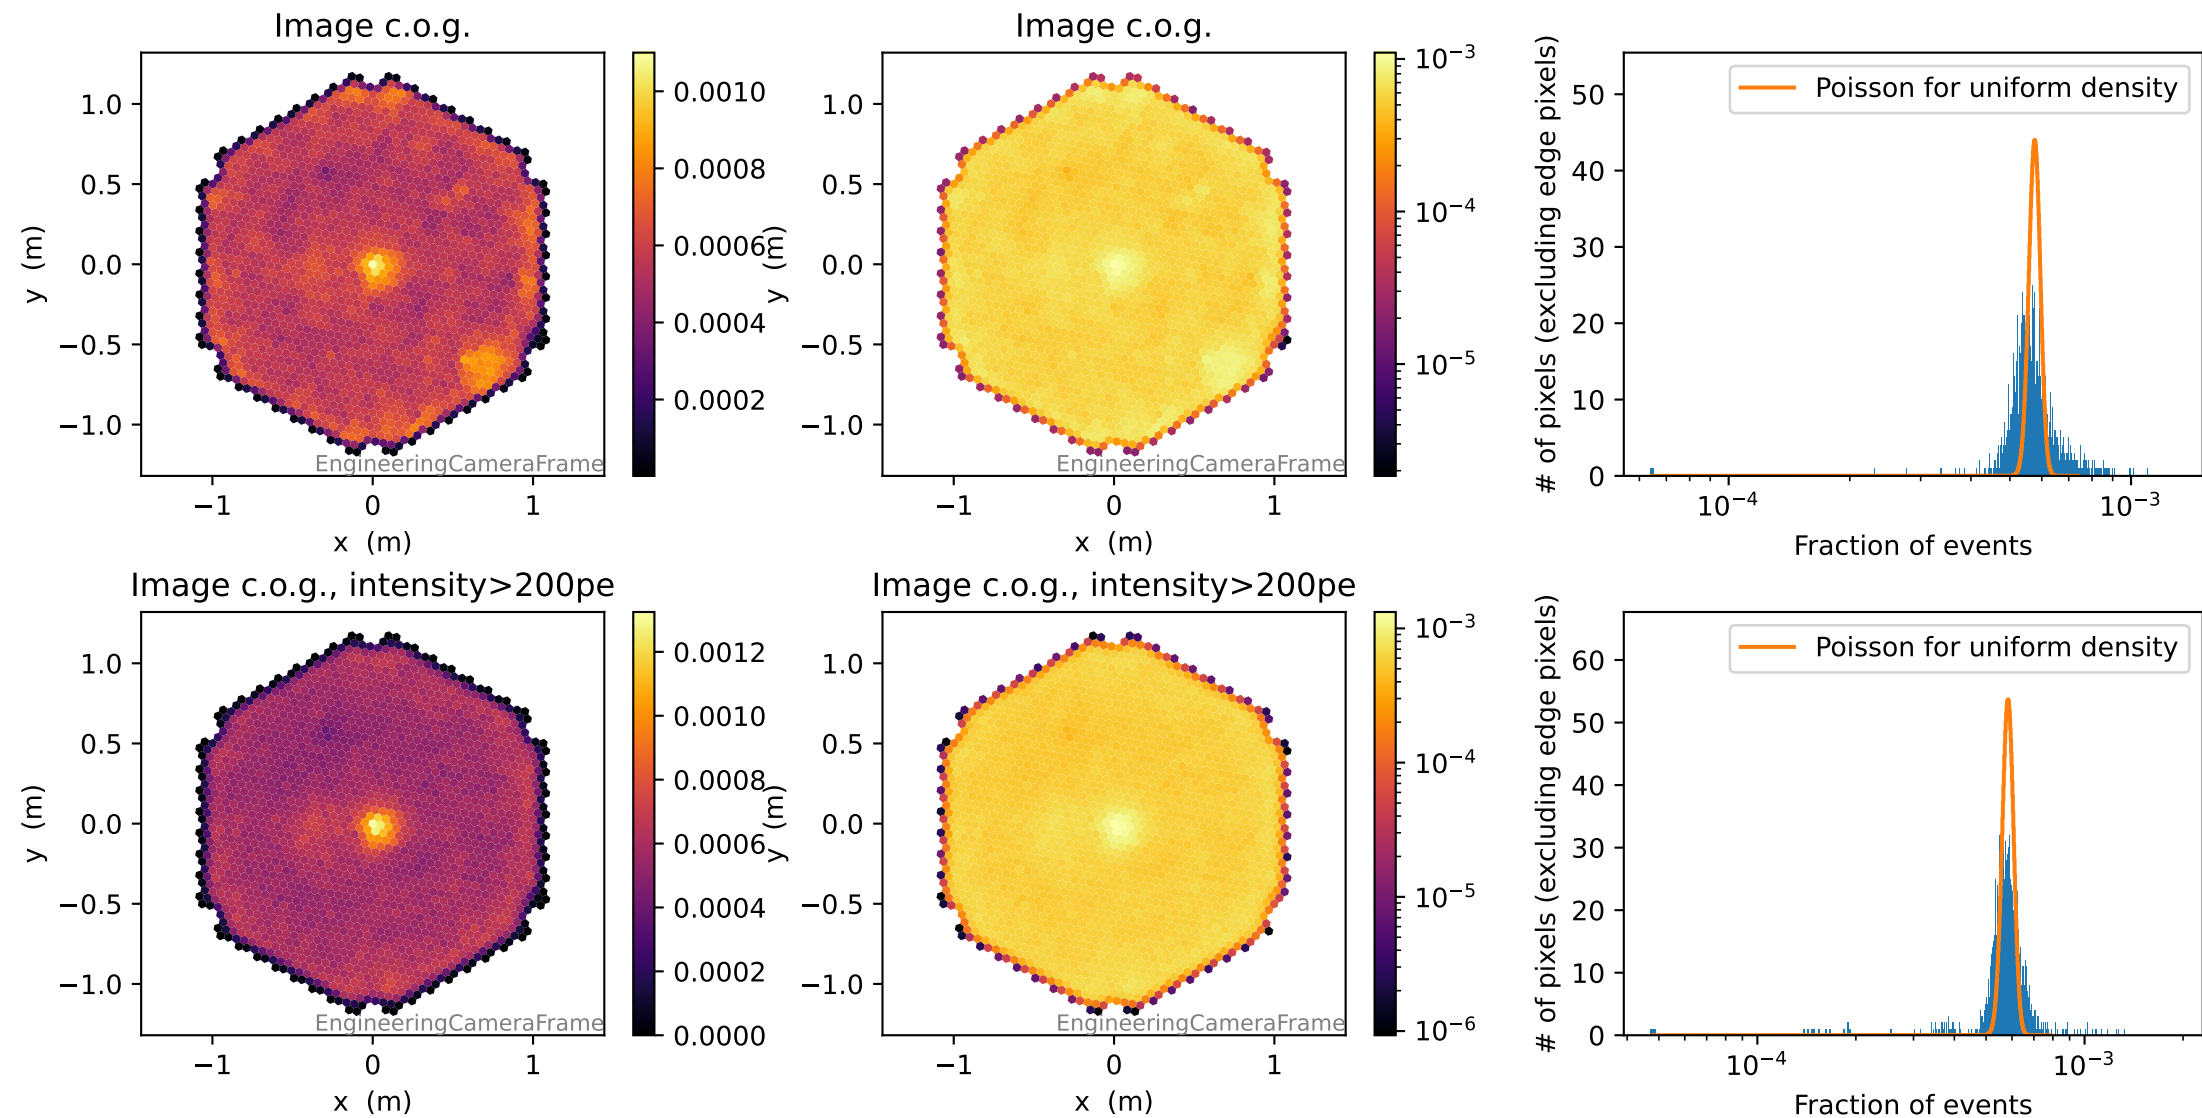 Image c.o.g.
y (m)
1.0
0.5
0.0
−0.5
−1.0
−1 0 1
x (m)
EngineeringCameraFrame
0.0010
0.0008
0.0006
0.0004
0.0002
Image c.o.g.
y (m)
1.0
0.5
0.0
−0.5
−1.0
−1 0 1
x (m)
EngineeringCameraFrame
10⁻³
10⁻⁴
10⁻⁵
# of pixels (excluding edge pixels)
50
40
30
20
10
0
Poisson for uniform density
10⁻⁴ 10⁻³
Fraction of events
Image c.o.g., intensity>200pe
y (m)
1.0
0.5
0.0
−0.5
−1.0
−1 0 1
x (m)
EngineeringCameraFrame
0.0012
0.0010
0.0008
0.0006
0.0004
0.0002
0.0000
Image c.o.g., intensity>200pe
y (m)
1.0
0.5
0.0
−0.5
−1.0
−1 0 1
x (m)
EngineeringCameraFrame
10⁻³
10⁻⁴
10⁻⁵
10⁻⁶
# of pixels (excluding edge pixels)
60
50
40
30
20
10
0
Poisson for uniform density
10⁻⁴ 10⁻³
Fraction of events